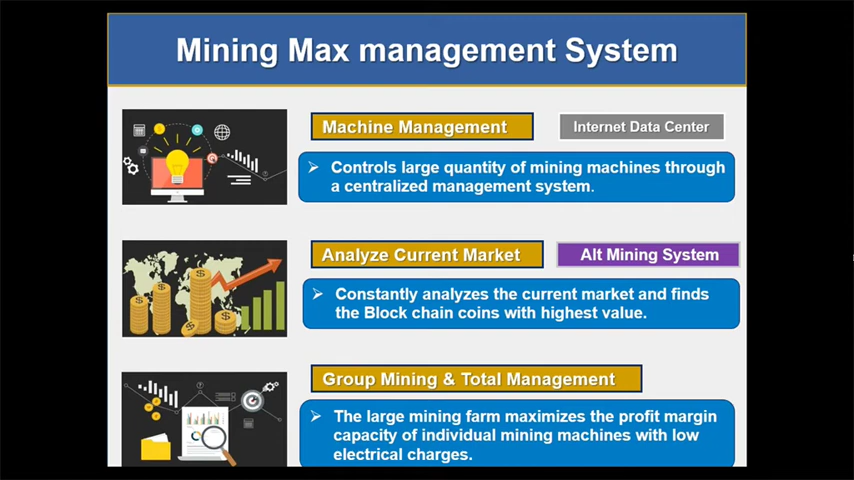 Mining Max management System
Machine Management
Internet Data Center
➢ Controls large quantity of mining machines through
a centralized management system.
Analyze Current Market
Alt Mining System
➢ Constantly analyzes the current market and finds
the Block chain coins with highest value.
Group Mining & Total Management
➢ The large mining farm maximizes the profit margin
capacity of individual mining machines with low
electrical charges.